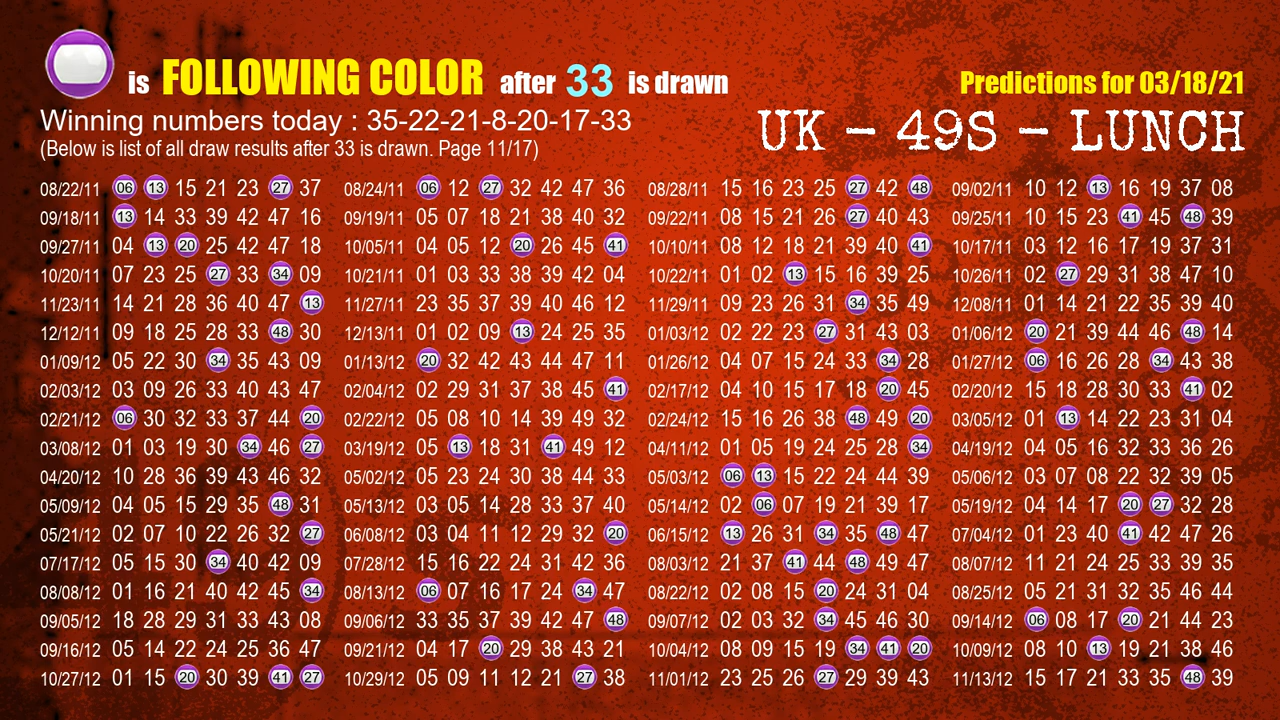 is FOLLOWING COLOR after 33 is drawn
Predictions for 03/18/21
Winning numbers today : 35-22-21-8-20-17-33
UK - 49S - LUNCH
(Below is list of all draw results after 33 is drawn. Page 11/17)
08/22/11 06 13 15 21 23 27 37 08/24/11 06 12 27 32 42 47 36 08/28/11 15 16 23 25 27 42 48 09/02/11 10 12 13 16 19 37 08
09/18/11 13 14 33 39 42 47 16 09/19/11 05 07 18 21 38 40 32 09/22/11 08 15 21 26 27 40 43 09/25/11 10 15 23 41 45 48 39
09/27/11 04 13 20 25 42 47 18 10/05/11 04 05 12 20 26 45 41 10/10/11 08 12 18 21 39 40 41 10/17/11 03 12 16 17 19 37 31
10/20/11 07 23 25 27 33 34 09 10/21/11 01 03 33 38 39 42 04 10/22/11 01 02 13 15 16 39 25 10/26/11 02 27 29 31 38 47 10
11/23/11 14 21 28 36 40 47 13 11/27/11 23 35 37 39 40 46 12 11/29/11 09 23 26 31 34 35 49 12/08/11 01 14 21 22 35 39 40
12/12/11 09 18 25 28 33 48 30 12/13/11 01 02 09 13 24 25 35 01/03/12 02 22 23 27 31 43 03 01/06/12 20 21 39 44 46 48 14
01/09/12 05 22 30 34 35 43 09 01/13/12 20 32 42 43 44 47 11 01/26/12 04 07 15 24 33 34 28 01/27/12 06 16 26 28 34 43 38
02/03/12 03 09 26 33 40 43 47 02/04/12 02 29 31 37 38 45 41 02/17/12 04 10 15 17 18 20 45 02/20/12 15 18 28 30 33 41 02
02/21/12 06 30 32 33 37 44 20 02/22/12 05 08 10 14 39 49 32 02/24/12 15 16 26 38 48 49 20 03/05/12 01 13 14 22 23 31 04
03/08/12 01 03 19 30 34 46 27 03/19/12 05 13 18 31 41 49 12 04/11/12 01 05 19 24 25 28 34 04/19/12 04 05 16 32 33 36 26
04/20/12 10 28 36 39 43 46 32 05/02/12 05 23 24 30 38 44 33 05/03/12 06 13 15 22 24 44 39 05/06/12 03 07 08 22 32 39 05
05/09/12 04 05 15 29 35 48 31 05/13/12 03 05 14 28 33 37 40 05/14/12 02 06 07 19 21 39 17 05/19/12 04 14 17 20 27 32 28
05/21/12 02 07 10 22 26 32 27 06/08/12 03 04 11 12 29 32 20 06/15/12 13 26 31 34 35 48 47 07/04/12 01 23 40 41 42 47 26
07/17/12 05 15 30 34 40 42 09 07/28/12 15 16 22 24 31 42 36 08/03/12 21 37 41 44 48 49 47 08/07/12 11 21 24 25 33 39 35
08/08/12 01 16 21 40 42 45 34 08/13/12 06 07 16 17 24 34 47 08/22/12 02 08 15 20 24 31 04 08/25/12 05 21 31 32 35 46 44
09/05/12 18 28 29 31 33 43 08 09/06/12 33 35 37 39 42 47 48 09/07/12 02 03 32 34 45 46 30 09/14/12 06 08 17 20 21 44 23
09/16/12 05 14 22 24 25 36 47 09/21/12 04 17 20 29 38 43 21 10/04/12 08 09 15 19 34 41 20 10/09/12 08 10 13 19 21 38 46
10/27/12 01 15 20 30 39 41 27 10/29/12 05 09 11 12 21 27 38 11/01/12 23 25 26 27 29 39 43 11/13/12 15 17 21 33 35 48 39